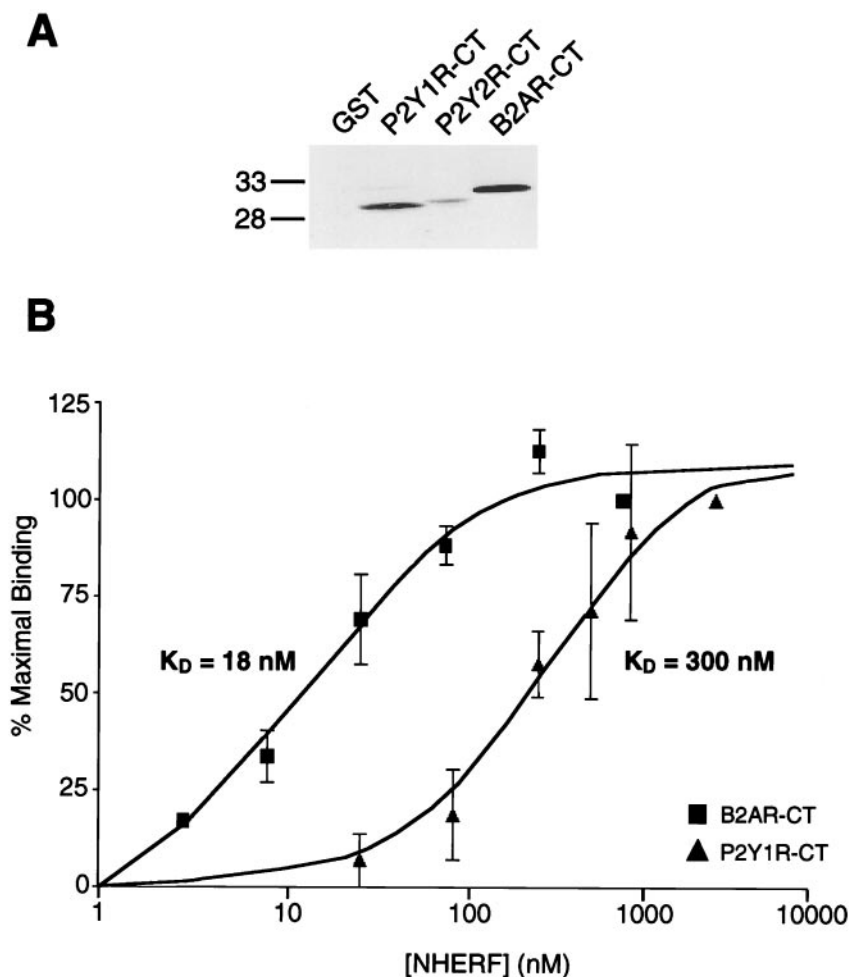 A
GST
P2Y1R-CT
P2Y2R-CT
B2AR-CT
33
28
B
% Maximal Binding
125
100
75
50
25
0
K_D = 18 nM
K_D = 300 nM
B2AR-CT
P2Y1R-CT
1 10 100 1000 10000
[NHERF] (nM)